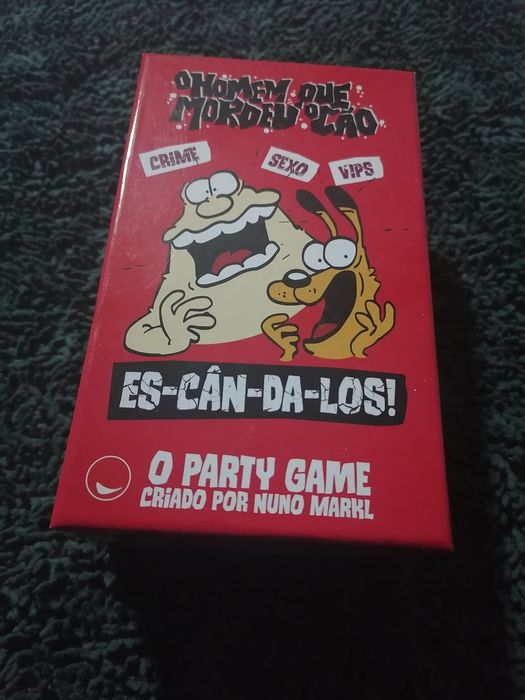 O HOMEM QUE
MORDEU O CÃO
CRIME
SEXO
VIPS
ES-CÂN-DA-LOS!
O PARTY GAME
CRIADO POR NUNO MARKL